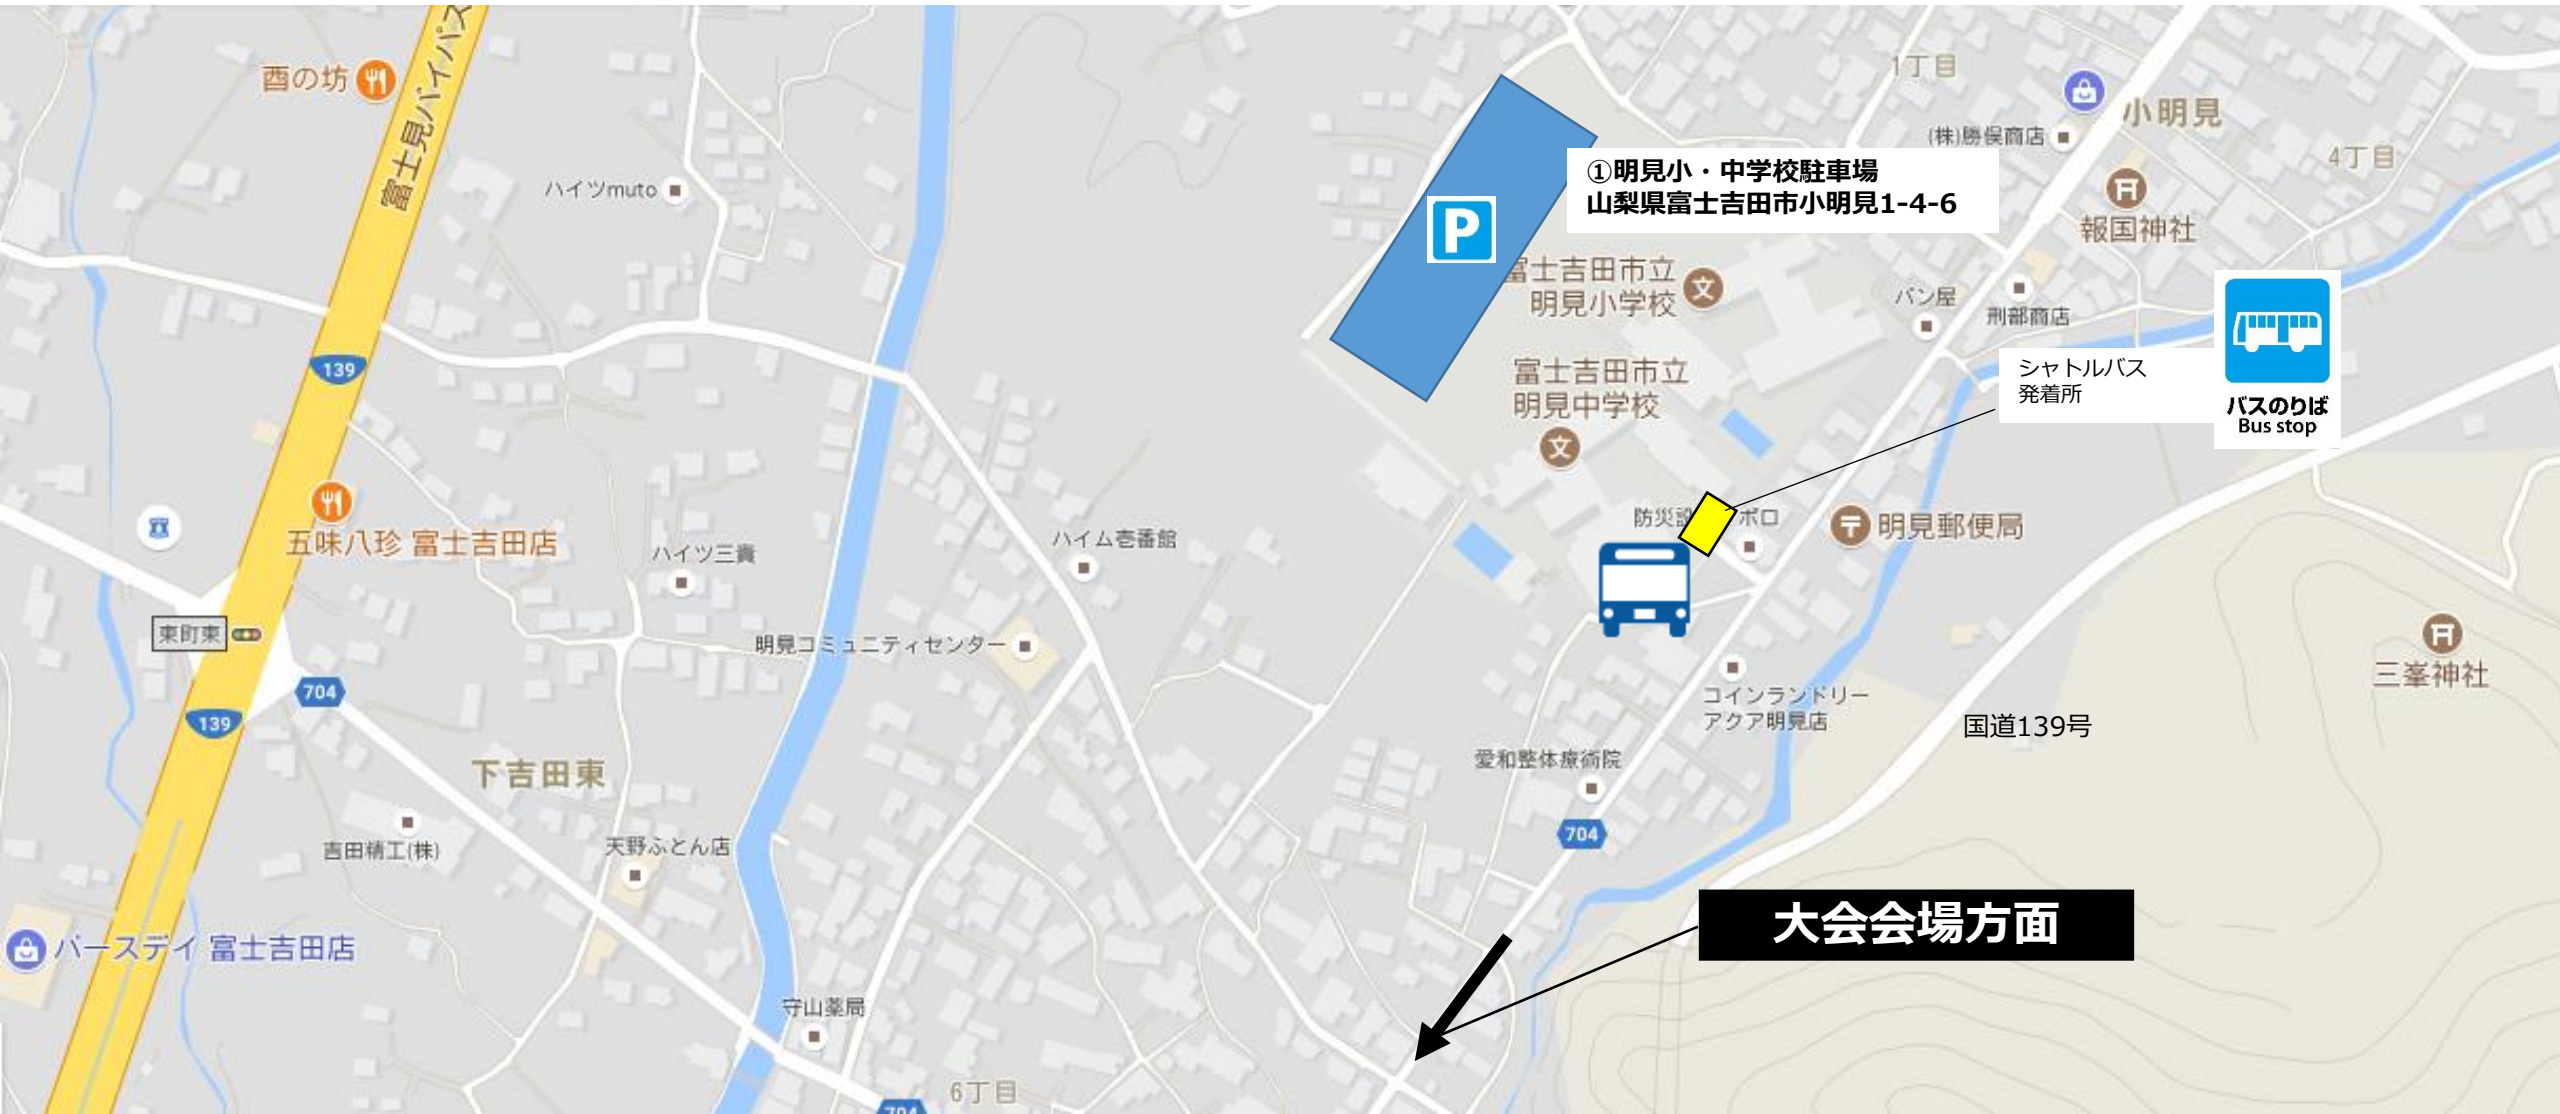 富士見バイパス
酉の坊
1丁目
小明見
(株)勝俣商店
4丁目
①明見小・中学校駐車場
山梨県富士吉田市小明見1-4-6
ハイツmuto
P
報国神社
富士吉田市立
明見小学校
文
パン屋
刑部商店
139
シャトルバス
発着所
バスのりば
Bus stop
富士吉田市立
明見中学校
文
五味八珍 富士吉田店
ハイツ三貴
ハイム壱番館
明見郵便局
東町東
明見コミュニティセンター
704
139
三峯神社
コインランドリー
アクア明見店
国道139号
下吉田東
愛和整体療術院
704
吉田精工(株)
天野ふとん店
大会会場方面
バースデイ 富士吉田店
守山薬局
6丁目
704